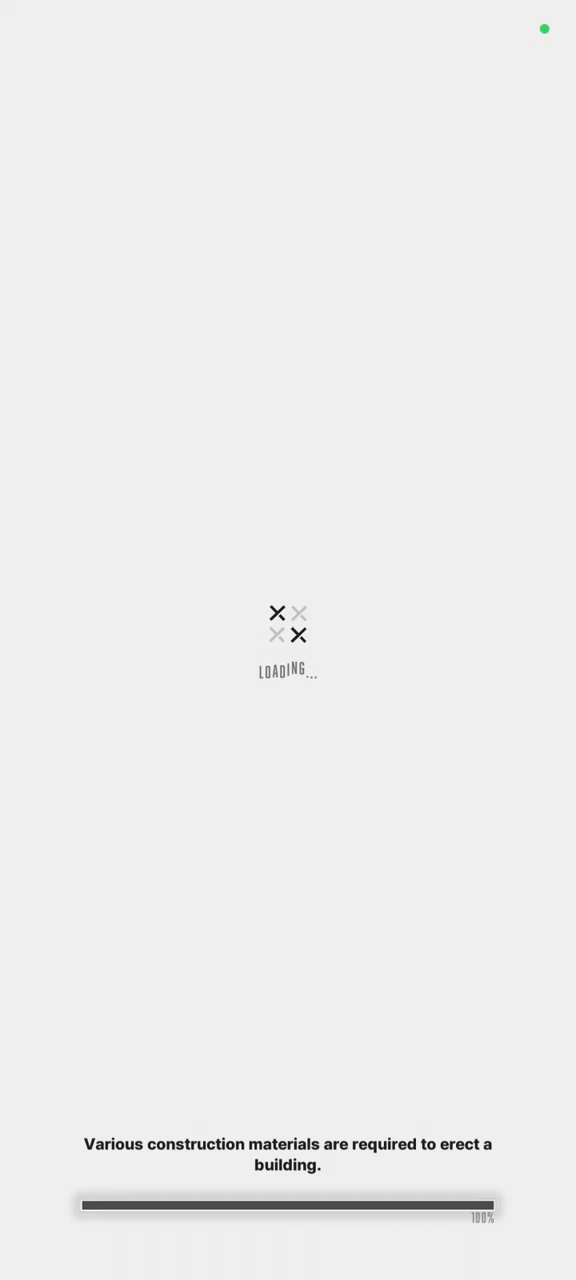 LOADING...
Various construction materials are required to erect a
building.
100%